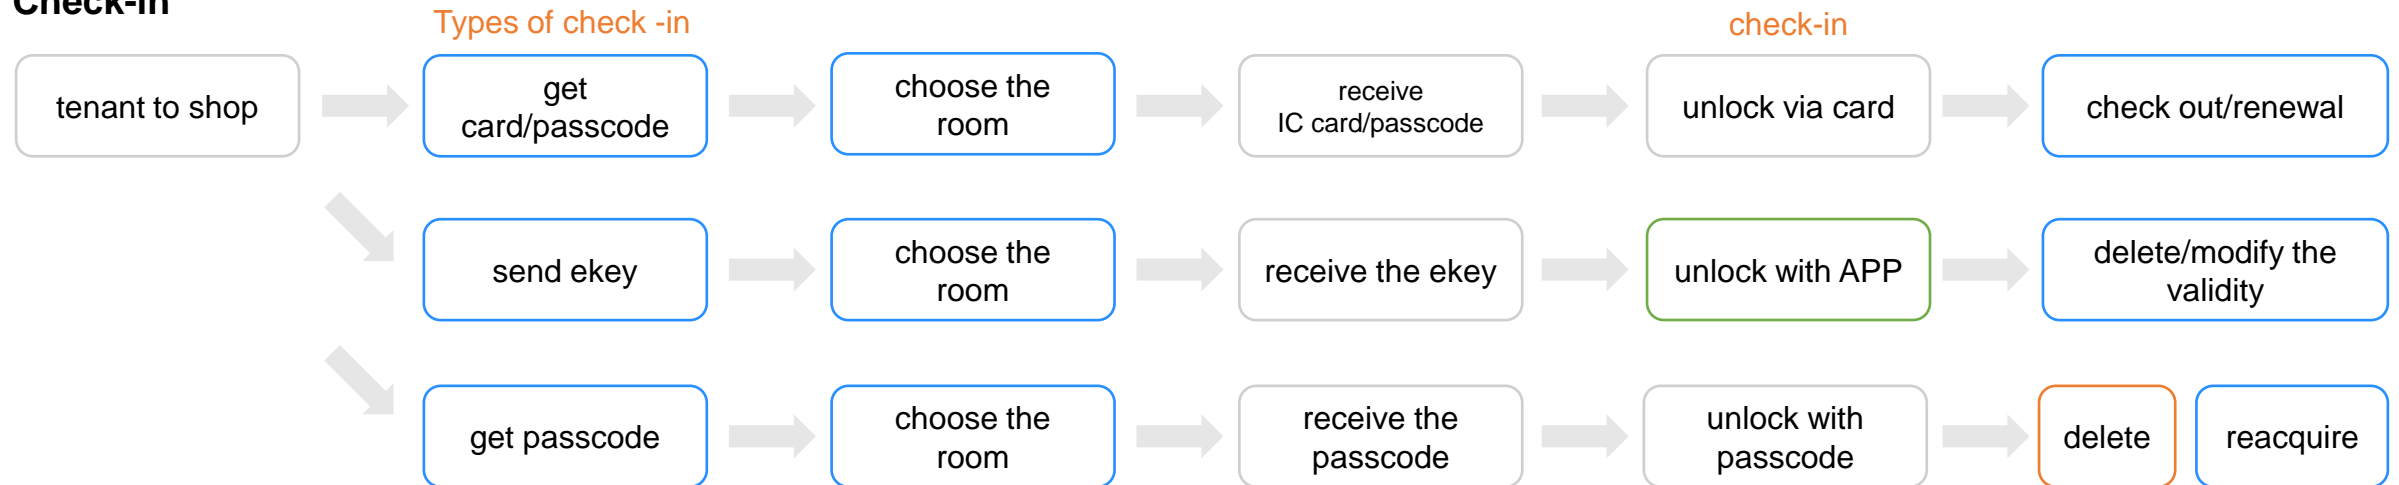 Check-in
Types of check -in
check-in
tenant to shop
get
card/passcode
choose the
room
receive
IC card/passcode
unlock via card
check out/renewal
send ekey
choose the
room
receive the ekey
unlock with APP
delete/modify the
validity
get passcode
choose the
room
receive the
passcode
unlock with
passcode
delete
reacquire